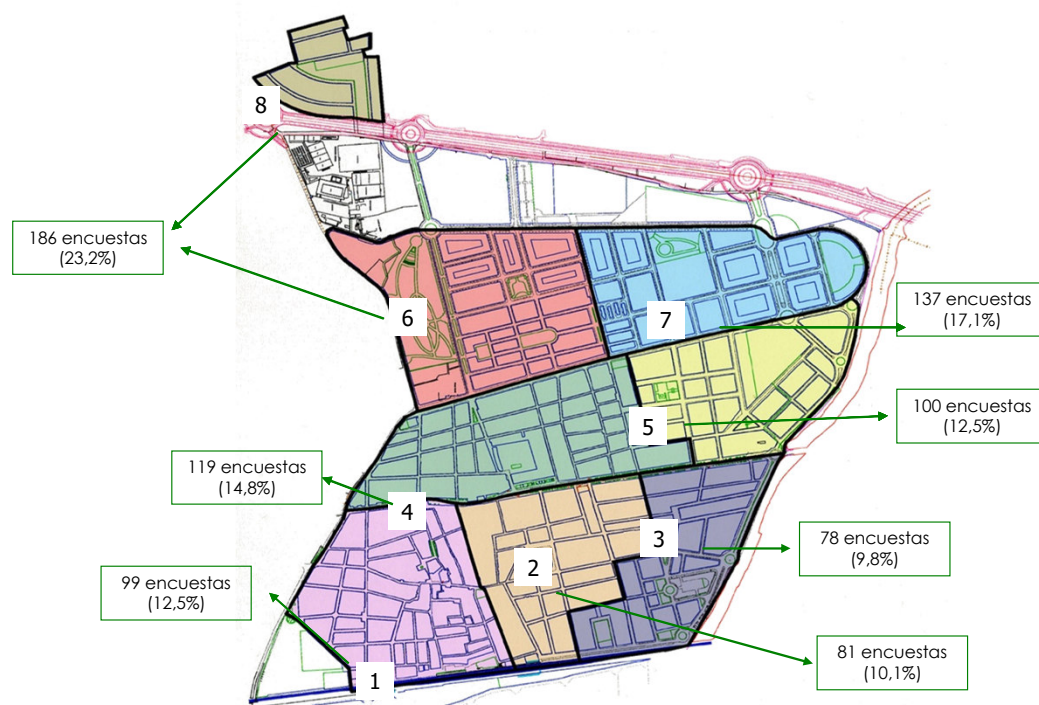 8
186 encuestas
(23,2%)
6
7
137 encuestas
(17,1%)
5
100 encuestas
(12,5%)
119 encuestas
(14,8%)
4
3
78 encuestas
(9,8%)
2
99 encuestas
(12,5%)
81 encuestas
(10,1%)
1